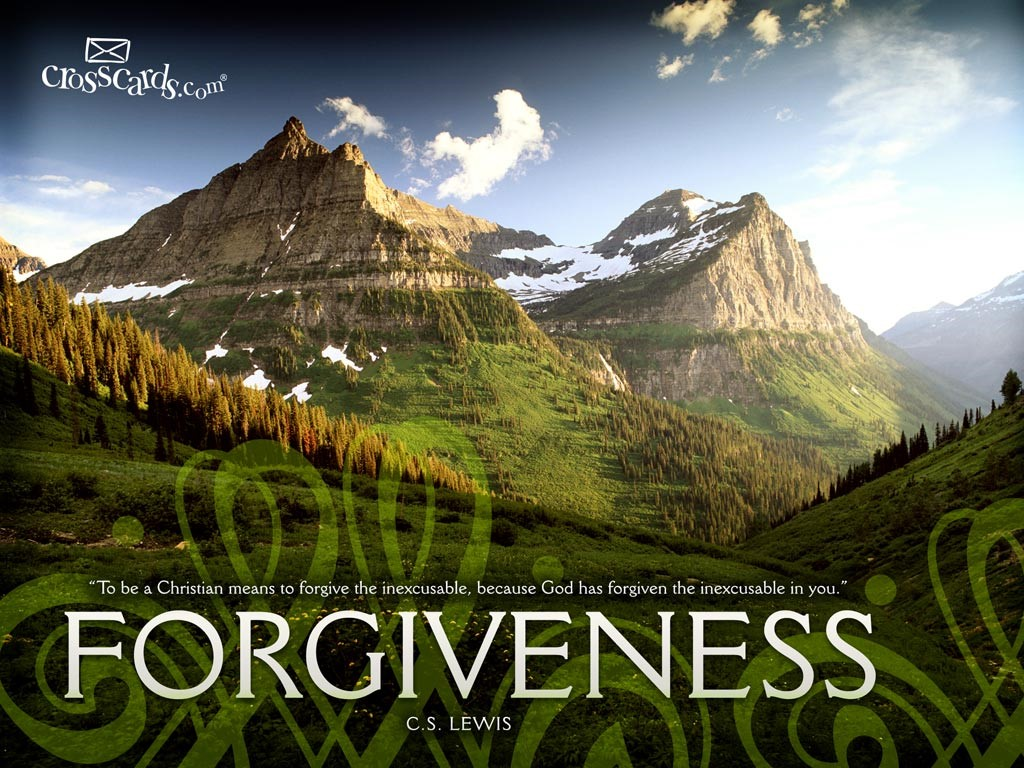 crosscards.com®
“To be a Christian means to forgive the inexcusable, because God has forgiven the inexcusable in you.”
FORGIVENESS
C.S. LEWIS